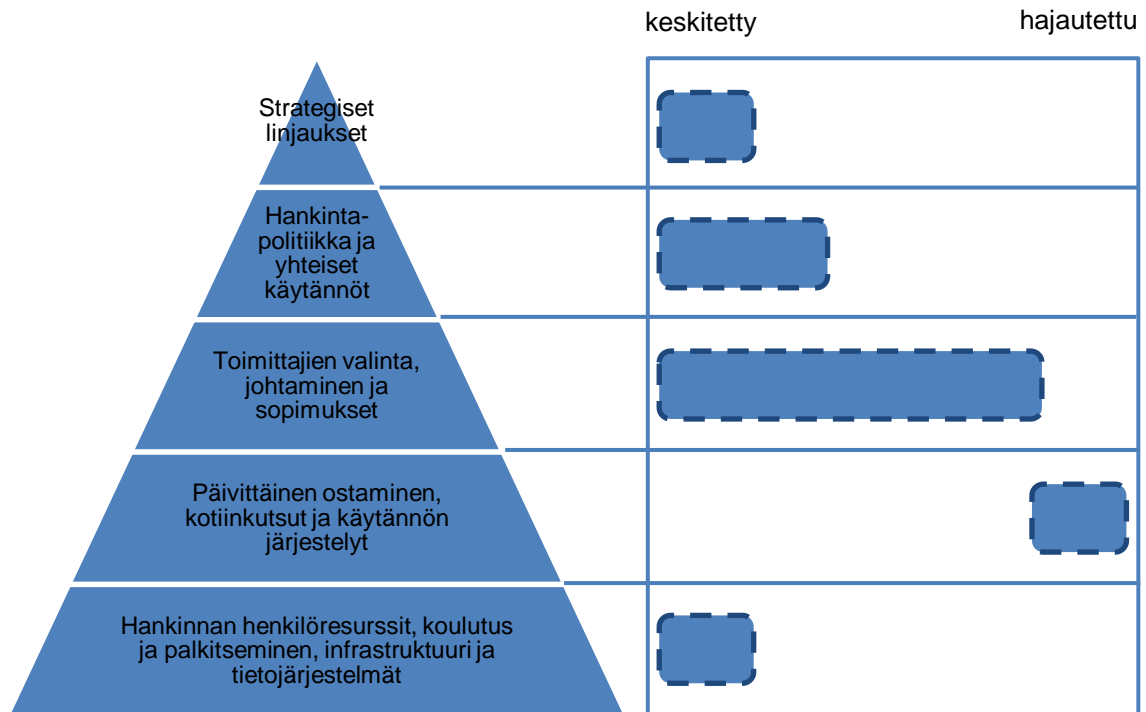 keskitetty
hajautettu
Strategiset
linjaukset
Hankinta-
politiikka ja
yhteiset
käytännöt
Toimittajien valinta,
johtaminen ja
sopimukset
Päivittäinen ostaminen,
kotiinkutsut ja käytännön
järjestelyt
Hankinnan henkilöresurssit, koulutus
ja palkitseminen, infrastruktuuri ja
tietojärjestelmät